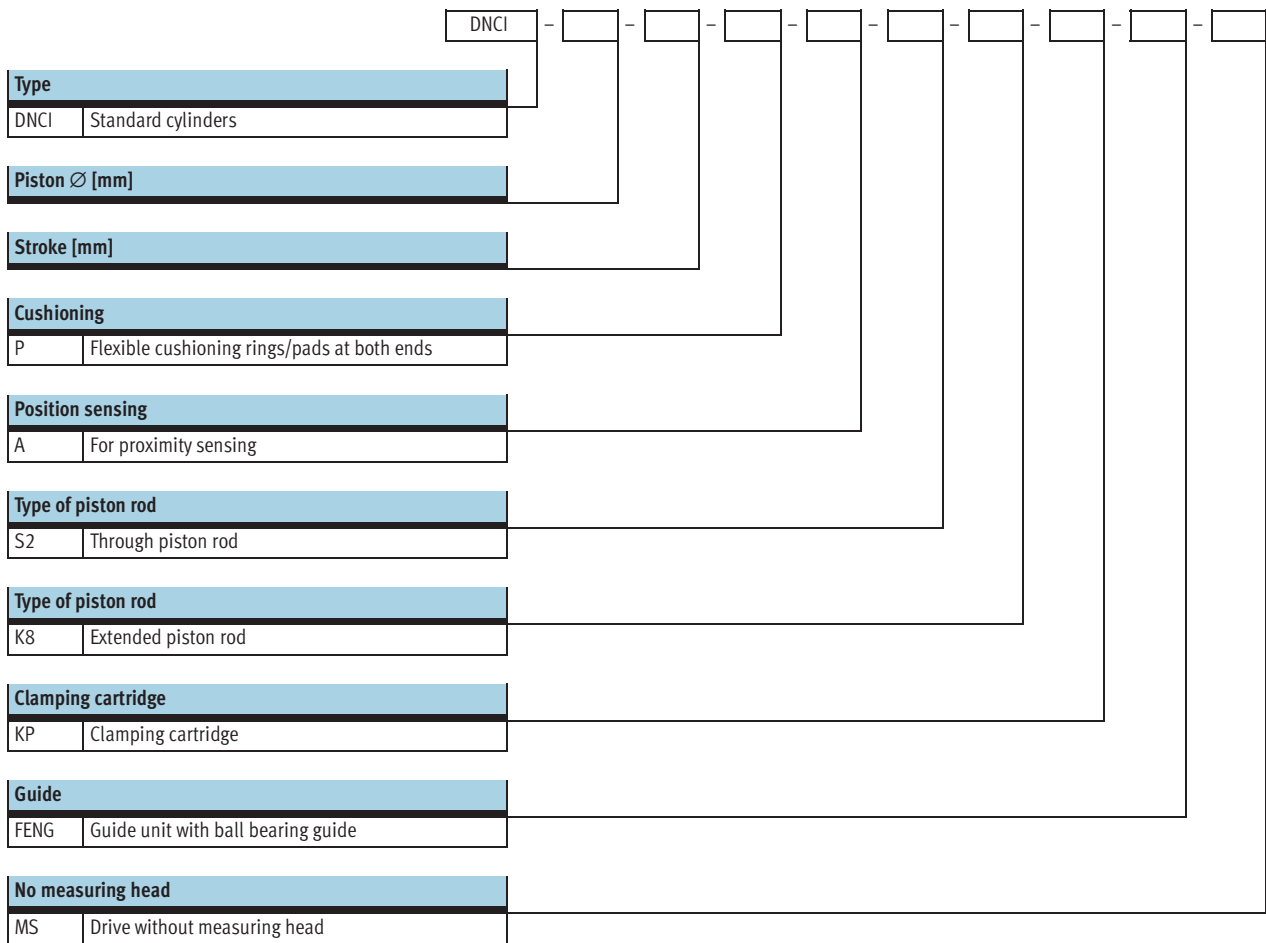 DNCI – – – – – – – – –
Type
DNCI Standard cylinders
Piston ∅ [mm]
Stroke [mm]
Cushioning
P Flexible cushioning rings/pads at both ends
Position sensing
A For proximity sensing
Type of piston rod
S2 Through piston rod
Type of piston rod
K8 Extended piston rod
Clamping cartridge
KP Clamping cartridge
Guide
FENG Guide unit with ball bearing guide
No measuring head
MS Drive without measuring head